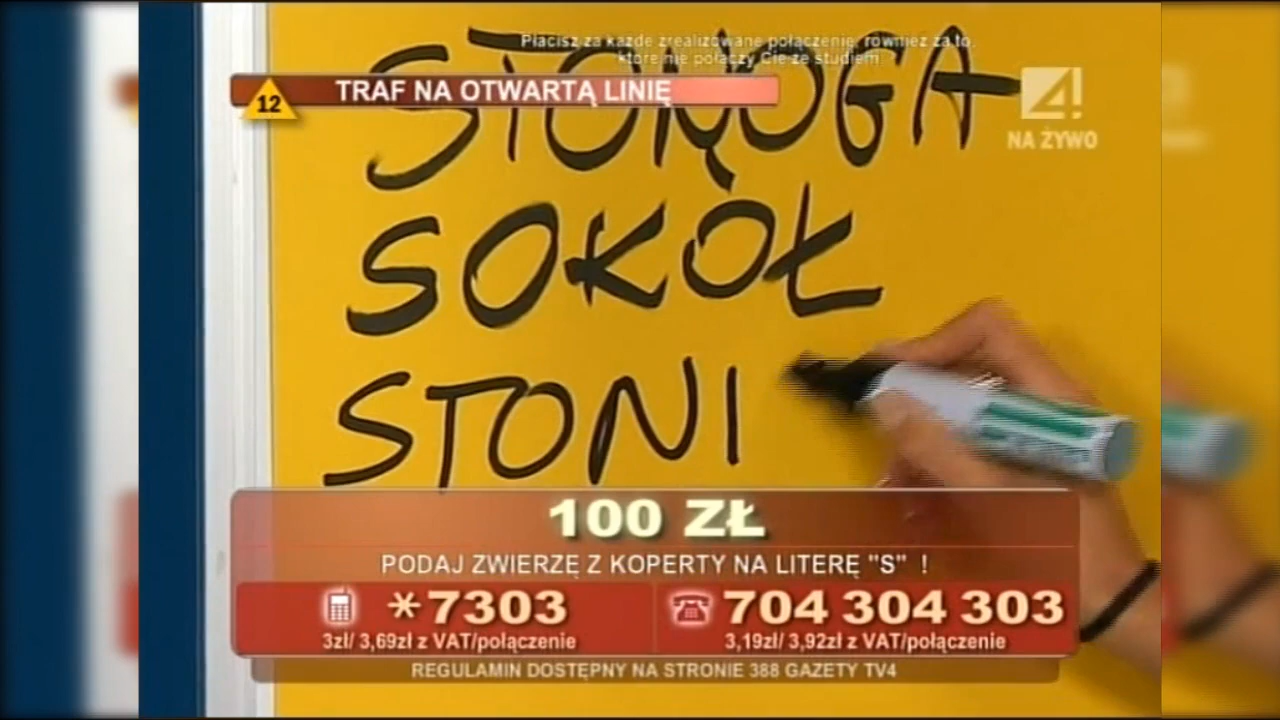 Płacisz za każde zrealizowane połączenie, również za to,
które nie połączy Cię ze studiem.
STONOGA
12
TRAF NA OTWARTĄ LINIĘ
4!
NA ŻYWO
SOKÓŁ
STONI
100 ZŁ
PODAJ ZWIERZĘ Z KOPERTY NA LITERĘ "S" !
*7303
704 304 303
3zł/ 3,69zł z VAT/połączenie
3,19zł/ 3,92zł z VAT/połączenie
REGULAMIN DOSTĘPNY NA STRONIE 388 GAZETY TV4